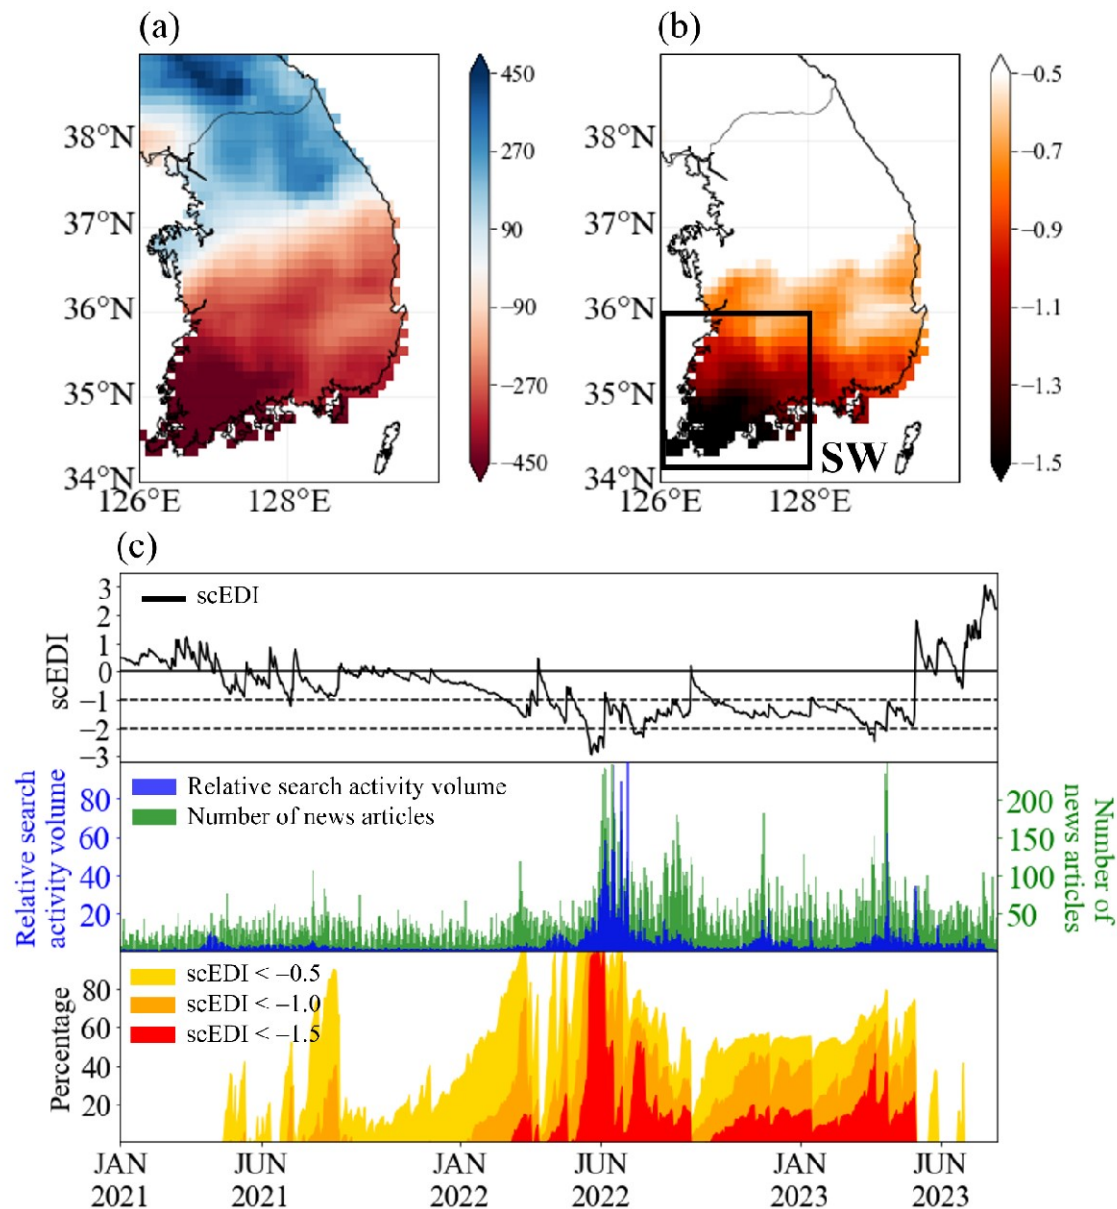 (a)
(b)
38°N
37°N
36°N
35°N
34°N
126°E
128°E
450
270
90
−90
−270
−450
38°N
37°N
36°N
35°N
34°N
126°E
128°E
SW
−0.5
−0.7
−0.9
−1.1
−1.3
−1.5
(c)
scEDI
3
2
1
0
−1
−2
−3
scEDI
Relative search
activity volume
80
60
40
20
Relative search activity volume
Number of news articles
200
150
100
50
Number of
news articles
Percentage
80
60
40
20
scEDI < −0.5
scEDI < −1.0
scEDI < −1.5
JAN
2021
JUN
2021
JAN
2022
JUN
2022
JAN
2023
JUN
2023